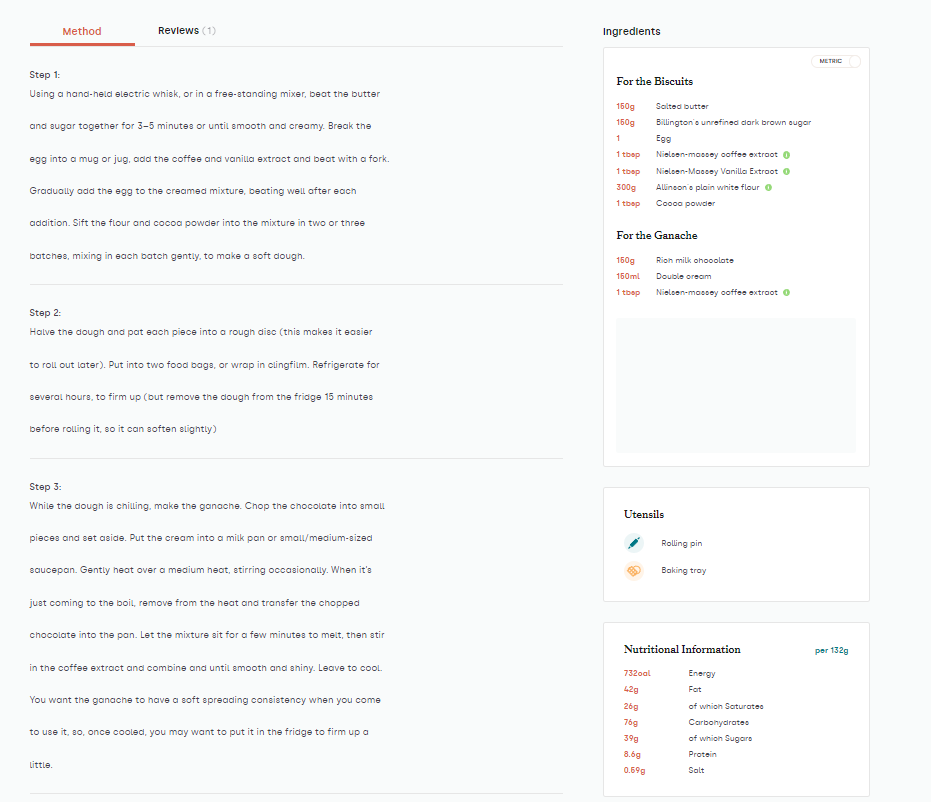 Method
Reviews (1)
Step 1:
Using a hand-held electric whisk, or in a free-standing mixer, beat the butter
and sugar together for 3–5 minutes or until smooth and creamy. Break the
egg into a mug or jug, add the coffee and vanilla extract and beat with a fork.
Gradually add the egg to the creamed mixture, beating well after each
addition. Sift the flour and cocoa powder into the mixture in two or three
batches, mixing in each batch gently, to make a soft dough.
Step 2:
Halve the dough and pat each piece into a rough disc (this makes it easier
to roll out later). Put into two food bags, or wrap in clingfilm. Refrigerate for
several hours, to firm up (but remove the dough from the fridge 15 minutes
before rolling it, so it can soften slightly)
Step 3:
While the dough is chilling, make the ganache. Chop the chocolate into small
pieces and set aside. Put the cream into a milk pan or small/medium-sized
saucepan. Gently heat over a medium heat, stirring occasionally. When it's
just coming to the boil, remove from the heat and transfer the chopped
chocolate into the pan. Let the mixture sit for a few minutes to melt, then stir
in the coffee extract and combine and until smooth and shiny. Leave to cool.
You want the ganache to have a soft spreading consistency when you come
to use it, so, once cooled, you may want to put it in the fridge to firm up a
little.
Ingredients
METRIC
For the Biscuits
150g Salted butter
150g Billington's unrefined dark brown sugar
1 Egg
1 tbsp Nielsen-massey coffee extract
1 tbsp Nielsen-Massey Vanilla Extract
300g Allinson's plain white flour
1 tbsp Cocoa powder
For the Ganache
150g Rich milk chocolate
150ml Double cream
1 tbsp Nielsen-massey coffee extract
Utensils
Rolling pin
Baking tray
Nutritional Information per 132g
732cal Energy
42g Fat
26g of which Saturates
76g Carbohydrates
39g of which Sugars
8.6g Protein
0.59g Salt